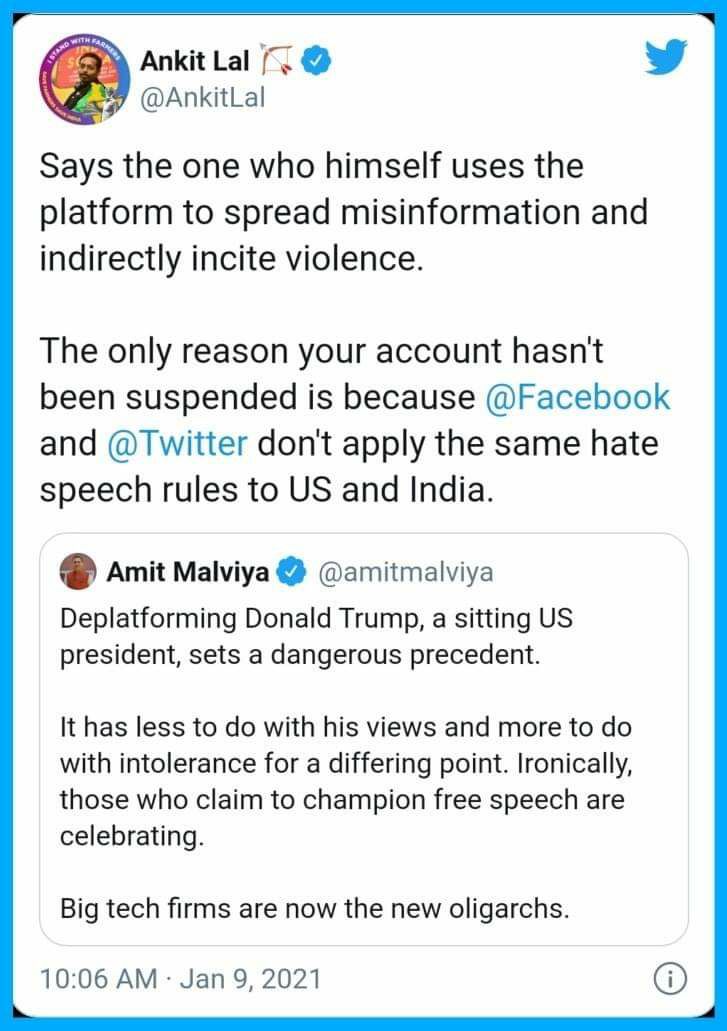 I STAND WITH FARMERS
Ankit Lal
@AnkitLal
Says the one who himself uses the
platform to spread misinformation and
indirectly incite violence.
The only reason your account hasn't
been suspended is because @Facebook
and @Twitter don't apply the same hate
speech rules to US and India.
Amit Malviya @amitmalviya
Deplatforming Donald Trump, a sitting US
president, sets a dangerous precedent.
It has less to do with his views and more to do
with intolerance for a differing point. Ironically,
those who claim to champion free speech are
celebrating.
Big tech firms are now the new oligarchs.
10:06 AM · Jan 9, 2021